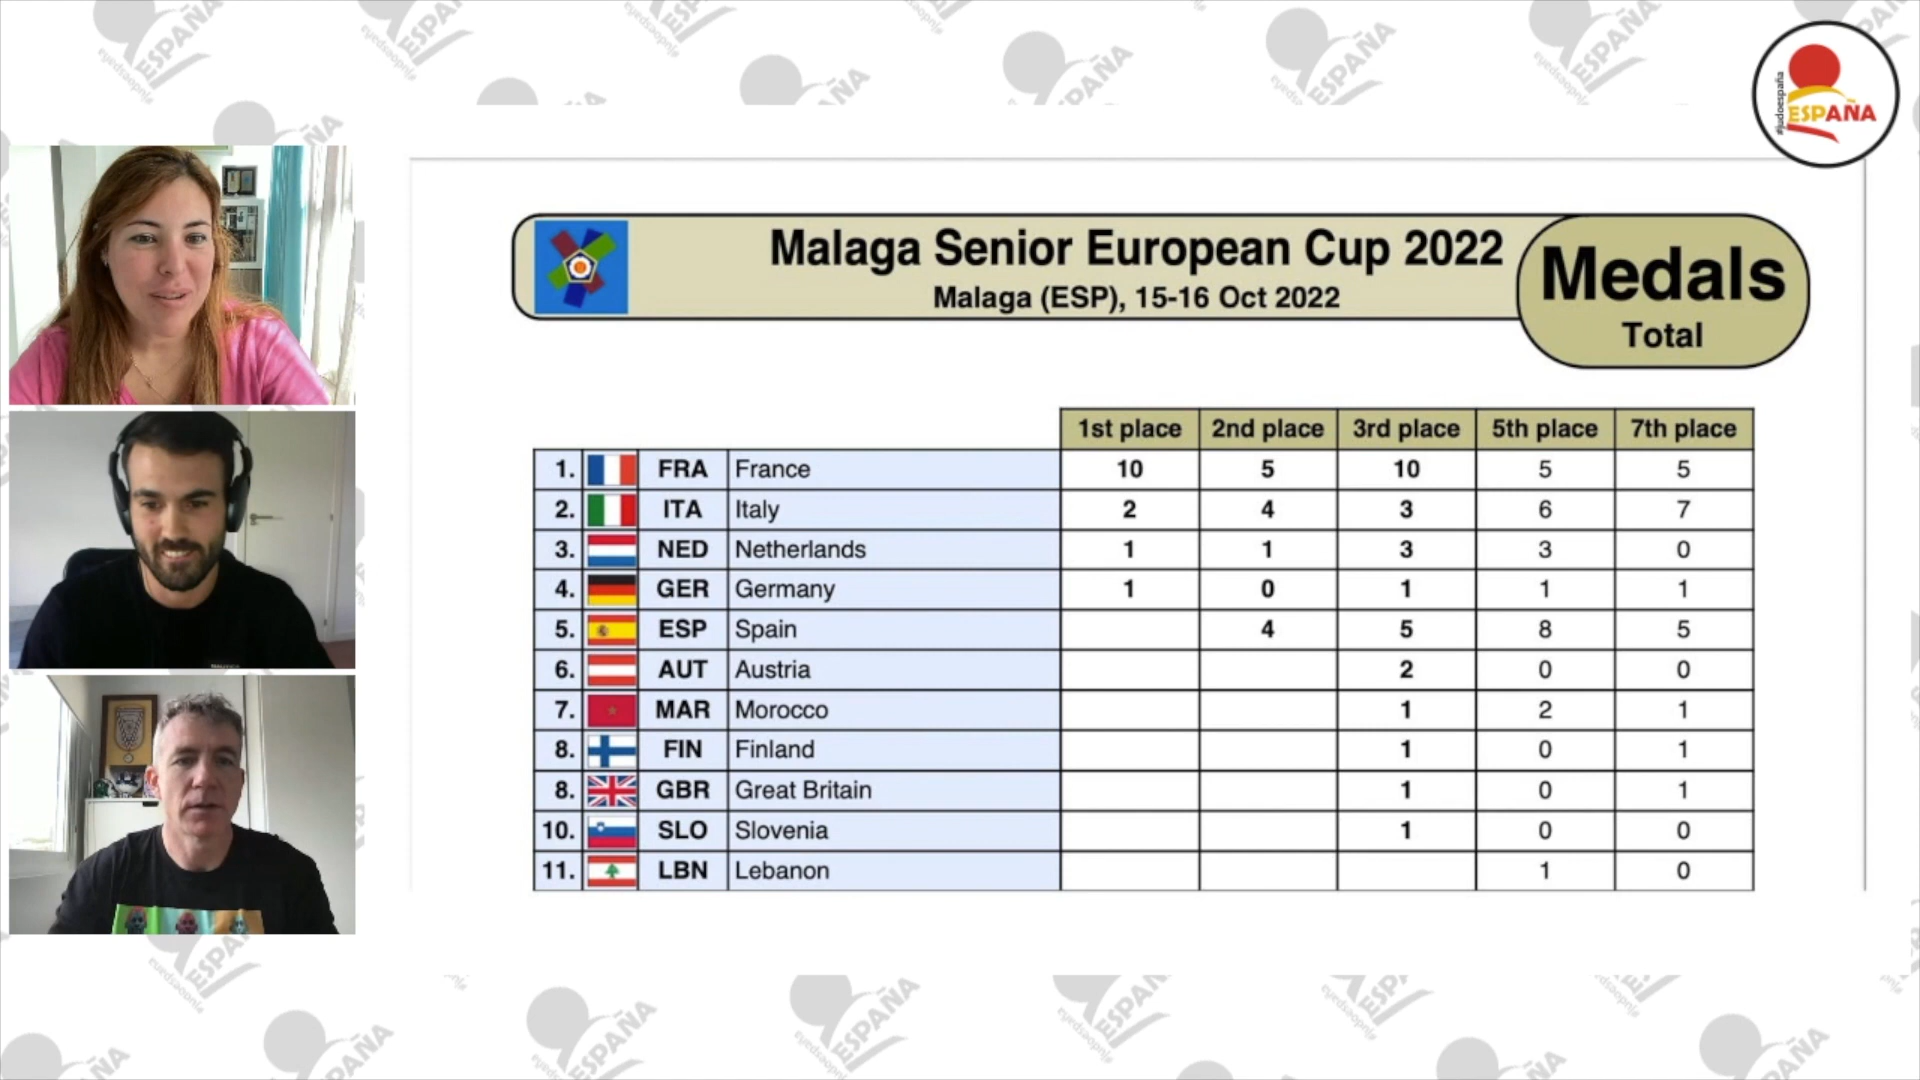 #judoespaña
ESPAÑA
Malaga Senior European Cup 2022
Malaga (ESP), 15-16 Oct 2022
Medals
Total
1st place 2nd place 3rd place 5th place 7th place
1. FRA France 10 5 10 5 5
2. ITA Italy 2 4 3 6 7
3. NED Netherlands 1 1 3 3 0
4. GER Germany 1 0 1 1 1
5. ESP Spain 4 5 8 5
6. AUT Austria 2 0 0
7. MAR Morocco 1 2 1
8. FIN Finland 1 0 1
8. GBR Great Britain 1 0 1
10. SLO Slovenia 1 0 0
11. LBN Lebanon 1 0